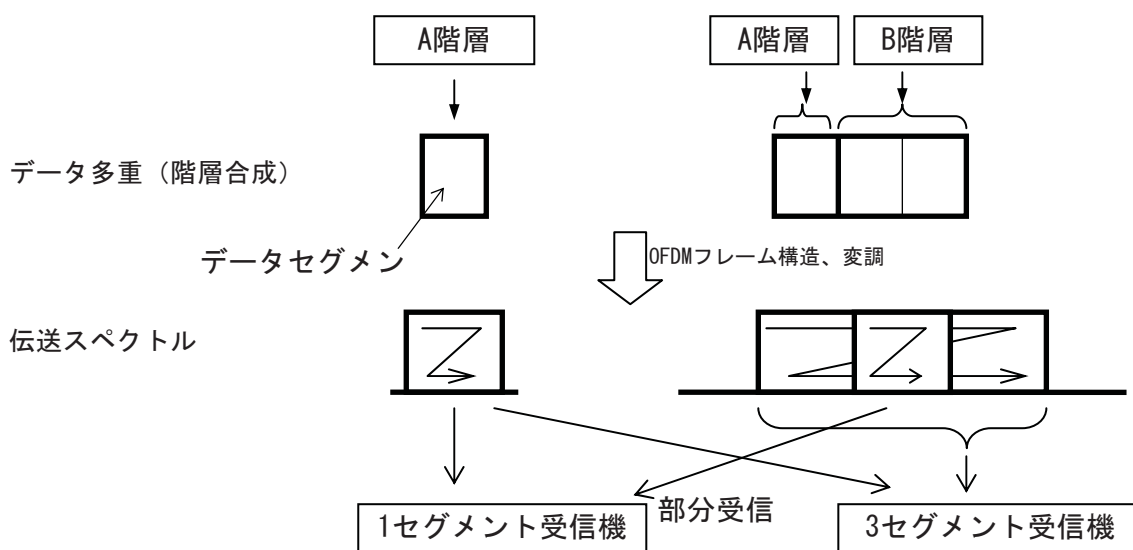 A階層
A階層
B階層
データ多重（階層合成）
データセグメン
OFDMフレーム構造、変調
伝送スペクトル
部分受信
1セグメント受信機
3セグメント受信機